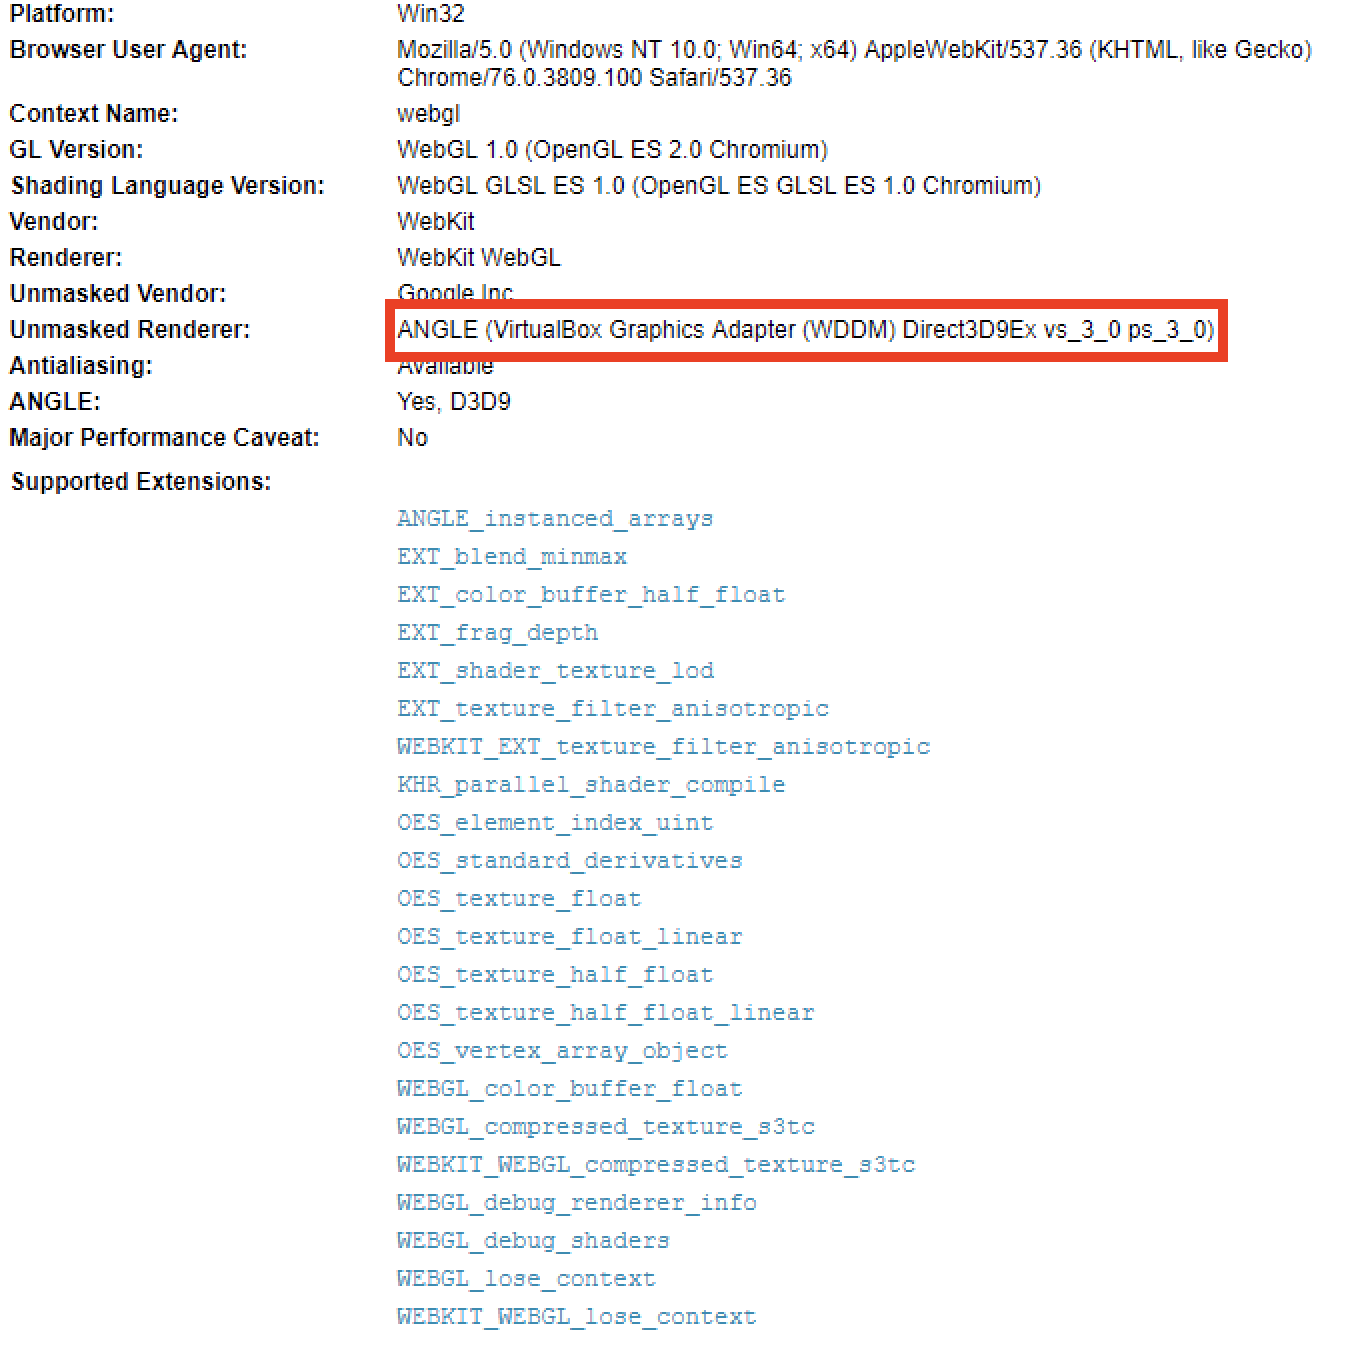 Platform: Win32
Browser User Agent: Mozilla/5.0 (Windows NT 10.0; Win64; x64) AppleWebKit/537.36 (KHTML, like Gecko)
Chrome/76.0.3809.100 Safari/537.36
Context Name: webgl
GL Version: WebGL 1.0 (OpenGL ES 2.0 Chromium)
Shading Language Version: WebGL GLSL ES 1.0 (OpenGL ES GLSL ES 1.0 Chromium)
Vendor: WebKit
Renderer: WebKit WebGL
Unmasked Vendor: Google Inc.
Unmasked Renderer: ANGLE (VirtualBox Graphics Adapter (WDDM) Direct3D9Ex vs_3_0 ps_3_0)
Antialiasing: Available
ANGLE: Yes, D3D9
Major Performance Caveat: No
Supported Extensions:
ANGLE_instanced_arrays
EXT_blend_minmax
EXT_color_buffer_half_float
EXT_frag_depth
EXT_shader_texture_lod
EXT_texture_filter_anisotropic
WEBKIT_EXT_texture_filter_anisotropic
KHR_parallel_shader_compile
OES_element_index_uint
OES_standard_derivatives
OES_texture_float
OES_texture_float_linear
OES_texture_half_float
OES_texture_half_float_linear
OES_vertex_array_object
WEBGL_color_buffer_float
WEBGL_compressed_texture_s3tc
WEBKIT_WEBGL_compressed_texture_s3tc
WEBGL_debug_renderer_info
WEBGL_debug_shaders
WEBGL_lose_context
WEBKIT_WEBGL_lose_context